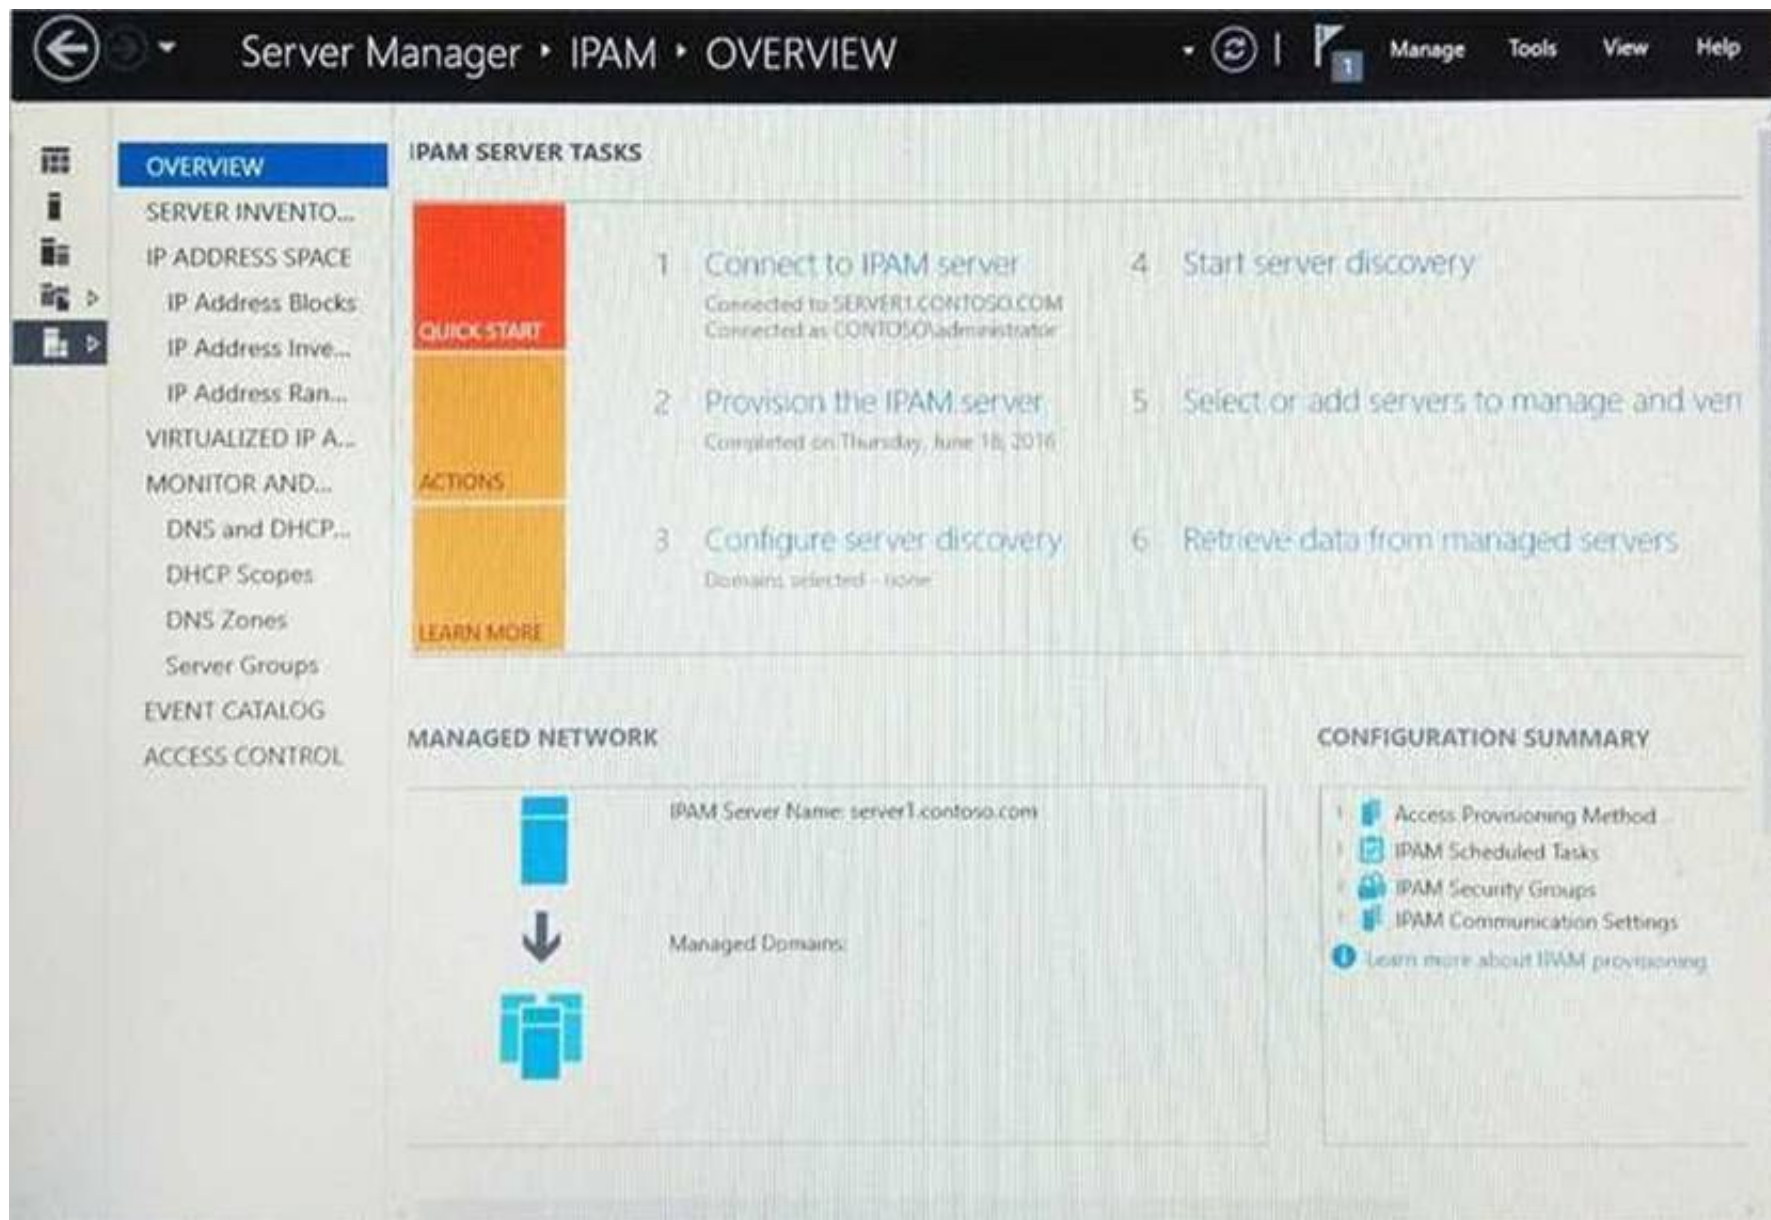 Server Manager ‣ IPAM ‣ OVERVIEW
1
Manage
Tools
View
Help
OVERVIEW
SERVER INVENTO...
IP ADDRESS SPACE
IP Address Blocks
IP Address Inve...
IP Address Ran...
VIRTUALIZED IP A...
MONITOR AND...
DNS and DHCP...
DHCP Scopes
DNS Zones
Server Groups
EVENT CATALOG
ACCESS CONTROL
IPAM SERVER TASKS
QUICK START
ACTIONS
LEARN MORE
1 Connect to IPAM server
Connected to SERVER1.CONTOSO.COM
Connected as CONTOSO\administrator
2 Provision the IPAM server
Completed on Thursday, June 18, 2016
3 Configure server discovery
Domains selected - none
4 Start server discovery
5 Select or add servers to manage and veri
6 Retrieve data from managed servers
MANAGED NETWORK
IPAM Server Name: server1.contoso.com
Managed Domains:
CONFIGURATION SUMMARY
Access Provisioning Method
IPAM Scheduled Tasks
IPAM Security Groups
IPAM Communication Settings
Learn more about IPAM provisioning